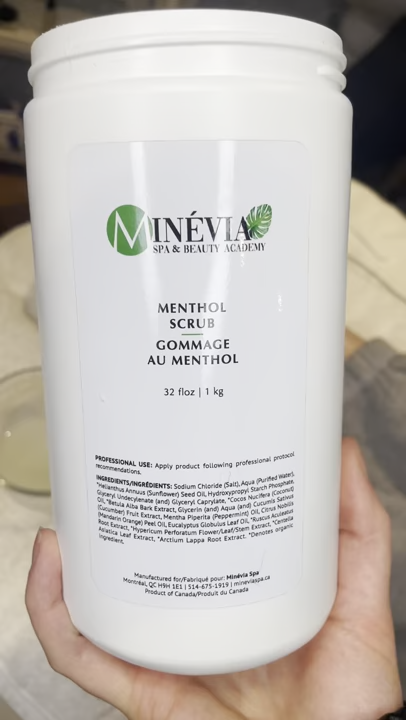 MINÉVIA
SPA & BEAUTY ACADEMY
MENTHOL
SCRUB
GOMMAGE
AU MENTHOL
32 floz | 1 kg
PROFESSIONAL USE: Apply product following professional protocol
recommendations.
INGREDIENTS/INGRÉDIENTS: Sodium Chloride (Salt), Aqua (Purified Water),
*Helianthus Annuus (Sunflower) Seed Oil, Hydroxypropyl Starch Phosphate,
Glyceryl Undecylenate (and) Glyceryl Caprylate, *Cocos Nucifera (Coconut)
Oil, *Betula Alba Bark Extract, Glycerin (and) Aqua (and) Cucumis Sativus
(Cucumber) Fruit Extract, Mentha Piperita (Peppermint) Oil, Citrus Nobilis
(Manderin Orange) Peel Oil, Eucalyptus Globulus Leaf Oil, *Ruscus Aculeatus
Root Extract, *Hypericum Perforatum Flower/Leaf/Stem Extract, *Centella
Asiatica Leaf Extract, *Arctium Lappa Root Extract. *Denotes organic
ingredient.
Manufactured for/Fabriqué pour: Minévia Spa
Montréal, QC H9H 1E1 | 514-675-1919 | mineviaspa.ca
Product of Canada/Produit du Canada